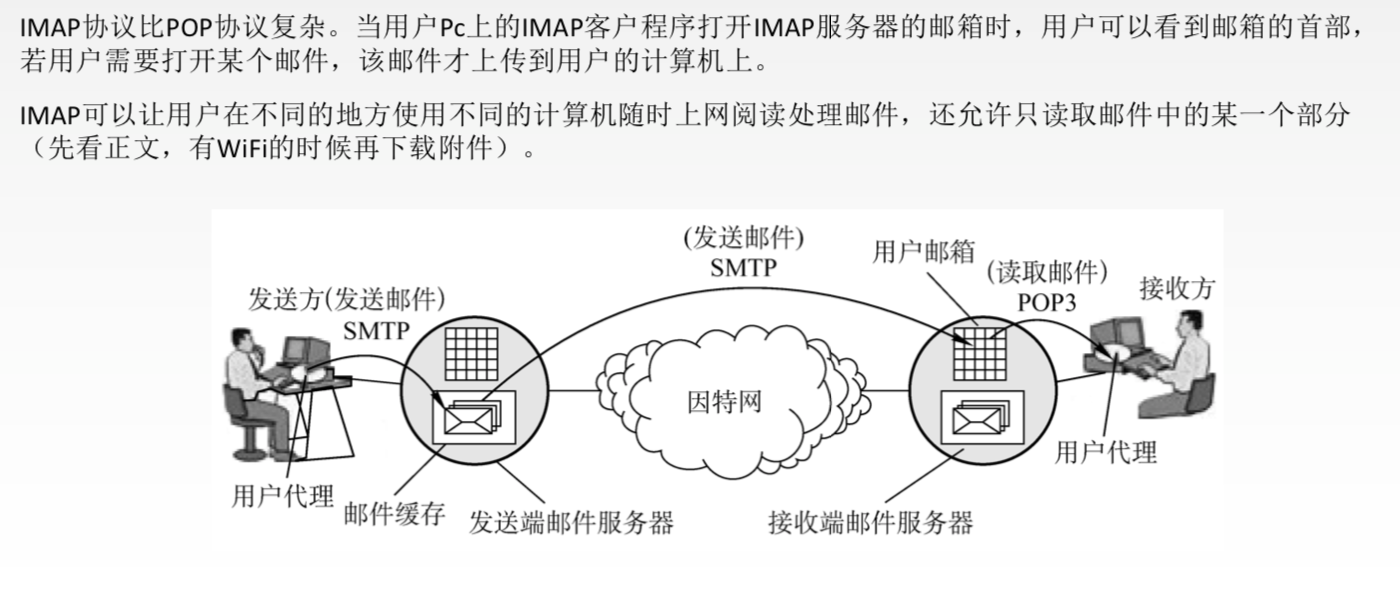 IMAP协议比POP协议复杂。当用户Pc上的IMAP客户程序打开IMAP服务器的邮箱时，用户可以看到邮箱的首部，
若用户需要打开某个邮件，该邮件才上传到用户的计算机上。
IMAP可以让用户在不同的地方使用不同的计算机随时上网阅读处理邮件，还允许只读取邮件中的某一个部分
（先看正文，有WiFi的时候再下载附件）。
(发送邮件)
SMTP
用户邮箱
(读取邮件)
POP3
接收方
发送方(发送邮件)
SMTP
因特网
用户代理
用户代理
邮件缓存
发送端邮件服务器
接收端邮件服务器